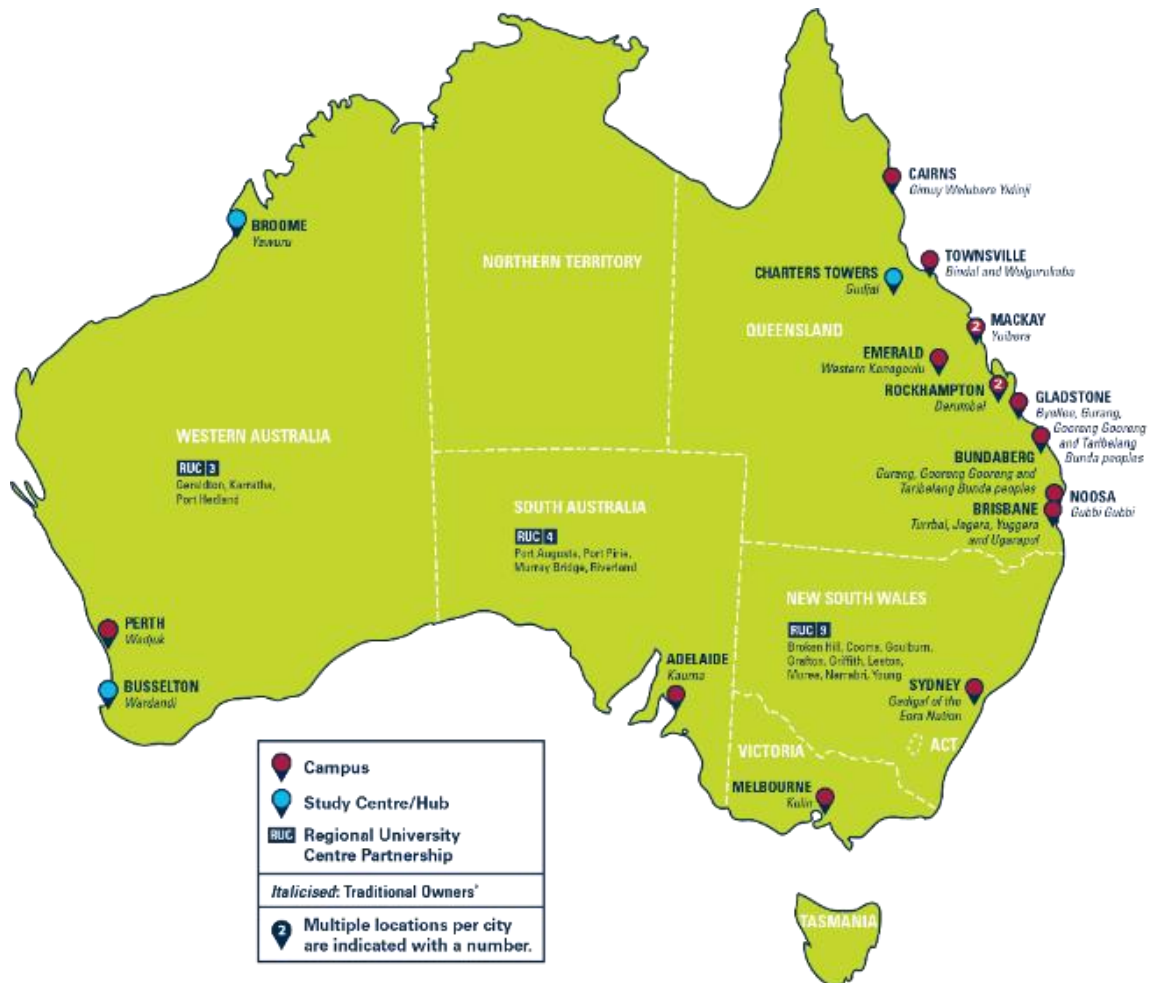 CAIRNS
Gimuy Walubara Yidinji
BROOME
Yawuru
NORTHERN TERRITORY
TOWNSVILLE
Bindal and Wulgurukaba
CHARTERS TOWERS
Gudjal
QUEENSLAND
2 MACKAY
Yuibera
EMERALD
Western Kanagoulu
ROCKHAMPTON 2
Darumbal
GLADSTONE
Byellee, Gurang,
Gooreng Gooreng
and Taribelang
Bunda peoples
WESTERN AUSTRALIA
RUC 3
Geraldton, Karratha,
Port Hedland
BUNDABERG
Gurang, Gooreng Gooreng and
Taribelang Bunda peoples
NOOSA
Gubbi Gubbi
BRISBANE
Turrbal, Jagera, Yuggera
and Ugarapul
SOUTH AUSTRALIA
RUC 4
Port Augusta, Port Pirie,
Murray Bridge, Riverland
NEW SOUTH WALES
RUC 9
Broken Hill, Cooma, Goulburn,
Grafton, Griffith, Leeton,
Moree, Narrabri, Young
PERTH
Wadjuk
BUSSELTON
Wardandi
ADELAIDE
Kaurna
SYDNEY
Gadigal of the
Eora Nation
ACT
VICTORIA
MELBOURNE
Kulin
Campus
Study Centre/Hub
RUC Regional University
Centre Partnership
Italicised: Traditional Owners*
2 Multiple locations per city
are indicated with a number.
TASMANIA